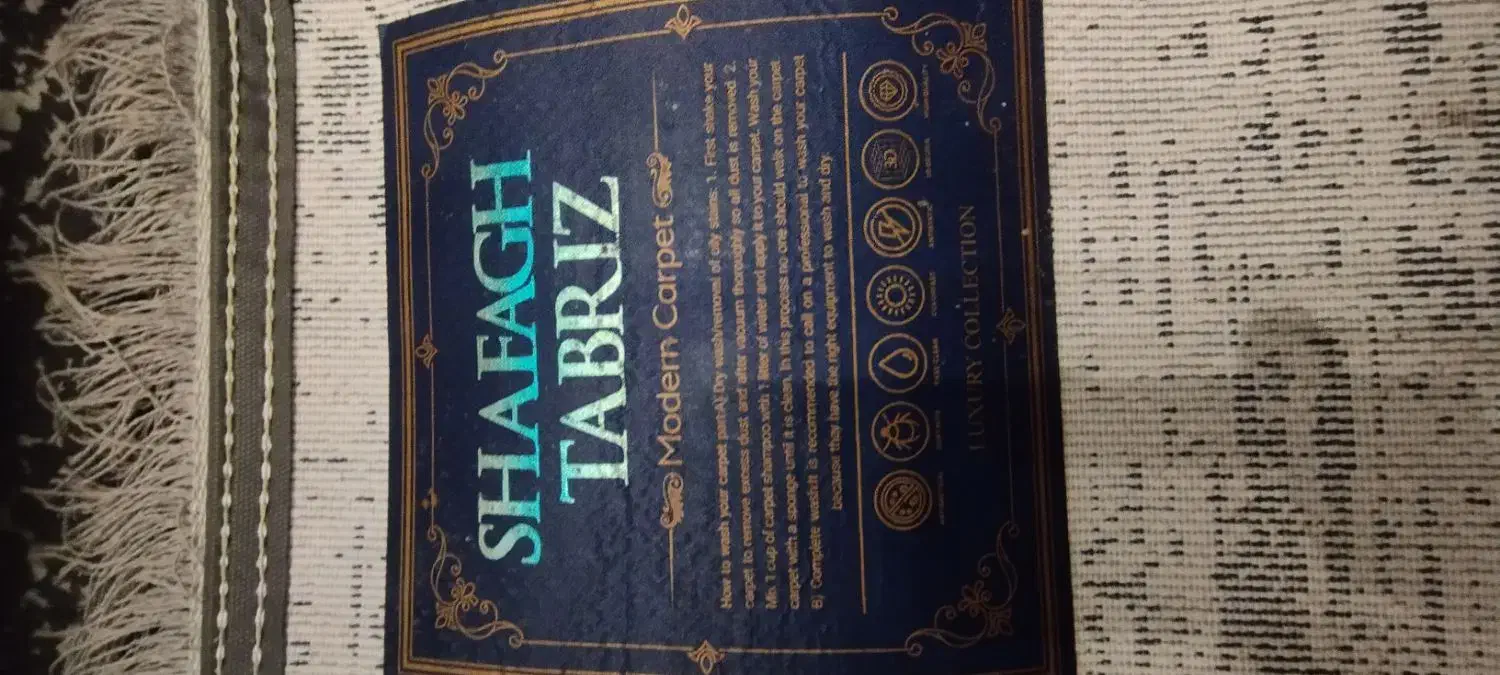 SHAFAGH
TABRIZ
Modern Carpet
How to wash your carpet part:A) Dry wash/removal of oily stains: 1. First shake your
carpet to remove excess dust and after vacuum thoroughly so all dust is removed 2.
Mix 1 cup of carpet shampoo with 1 liter of water and apply it to your carpet. Wash your
carpet with a sponge until it is clean. In this process no one should walk on the carpet
B) Complete wash:it is recommended to call on a professional to wash your carpet
because they have the right equipment to wash and dry
3D
LUXURY COLLECTION